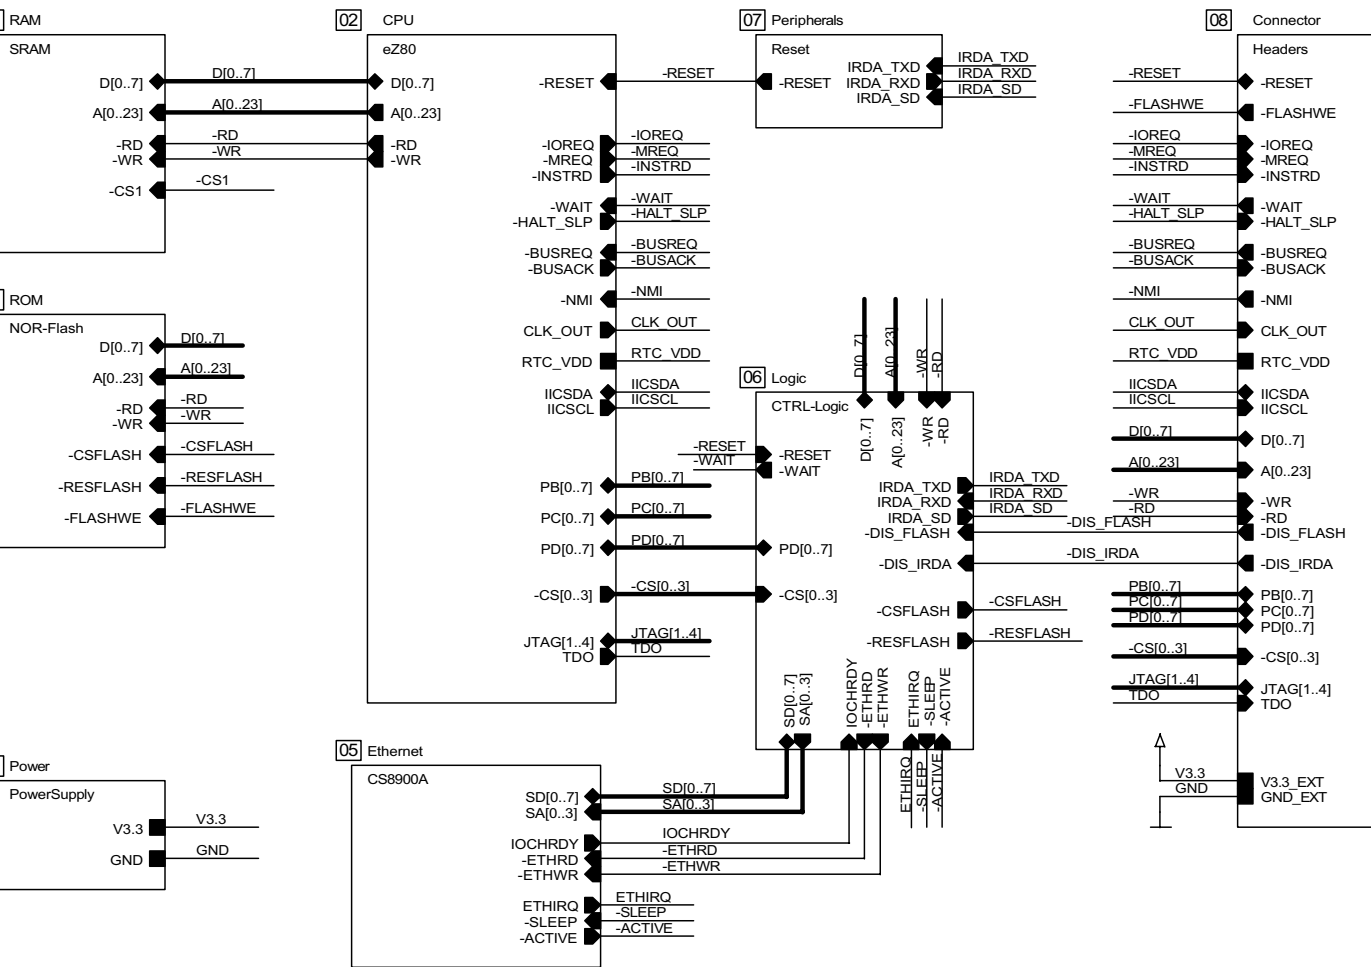 RAM
SRAM
D[0..7]
D[0..7]
A[0..23]
A[0..23]
-RD
-RD
-WR
-WR
-CS1
-CS1
ROM
NOR-Flash
D[0..7]
D[0..7]
A[0..23]
A[0..23]
-RD
-RD
-WR
-WR
-CSFLASH
-CSFLASH
-RESFLASH
-RESFLASH
-FLASHWE
-FLASHWE
Power
PowerSupply
V3.3
V3.3
GND
GND
02 CPU
eZ80
D[0..7]
A[0..23]
-RD
-WR
-RESET
-RESET
-IOREQ
-IOREQ
-MREQ
-MREQ
-INSTRD
-INSTRD
-WAIT
-WAIT
-HALT_SLP
-HALT_SLP
-BUSREQ
-BUSREQ
-BUSACK
-BUSACK
-NMI
-NMI
CLK_OUT
CLK_OUT
RTC_VDD
RTC_VDD
IICSDA
IICSDA
IICSCL
IICSCL
PB[0..7]
PB[0..7]
PC[0..7]
PC[0..7]
PD[0..7]
PD[0..7]
-CS[0..3]
-CS[0..3]
JTAG[1..4]
JTAG[1..4]
TDO
TDO
05 Ethernet
CS8900A
SD[0..7]
SD[0..7]
SA[0..3]
SA[0..3]
IOCHRDY
IOCHRDY
-ETHRD
-ETHRD
-ETHWR
-ETHWR
ETHIRQ
ETHIRQ
-SLEEP
-SLEEP
-ACTIVE
-ACTIVE
07 Peripherals
Reset
-RESET
IRDA_TXD
IRDA_TXD
IRDA_RXD
IRDA_RXD
IRDA_SD
IRDA_SD
06 Logic
CTRL-Logic
D[0..7]
A[0..23]
-WR
-RD
D[0..7]
A[0..23]
-WR
-RD
-RESET
-RESET
-WAIT
-WAIT
PD[0..7]
-CS[0..3]
IRDA_TXD
IRDA_TXD
IRDA_RXD
IRDA_RXD
IRDA_SD
IRDA_SD
-DIS_FLASH
-DIS_FLASH
-DIS_IRDA
-DIS_IRDA
-CSFLASH
-CSFLASH
-RESFLASH
-RESFLASH
SD[0..7]
SA[0..3]
IOCHRDY
-ETHRD
-ETHWR
ETHIRQ
-SLEEP
-ACTIVE
ETHIRQ
-SLEEP
-ACTIVE
08 Connector
Headers
-RESET
-RESET
-FLASHWE
-FLASHWE
-IOREQ
-IOREQ
-MREQ
-MREQ
-INSTRD
-INSTRD
-WAIT
-WAIT
-HALT_SLP
-HALT_SLP
-BUSREQ
-BUSREQ
-BUSACK
-BUSACK
-NMI
-NMI
CLK_OUT
CLK_OUT
RTC_VDD
RTC_VDD
IICSDA
IICSDA
IICSCL
IICSCL
D[0..7]
D[0..7]
A[0..23]
A[0..23]
-WR
-WR
-RD
-RD
-DIS_FLASH
-DIS_IRDA
PB[0..7]
PB[0..7]
PC[0..7]
PC[0..7]
PD[0..7]
PD[0..7]
-CS[0..3]
-CS[0..3]
JTAG[1..4]
JTAG[1..4]
TDO
TDO
V3.3
V3.3_EXT
GND
GND_EXT